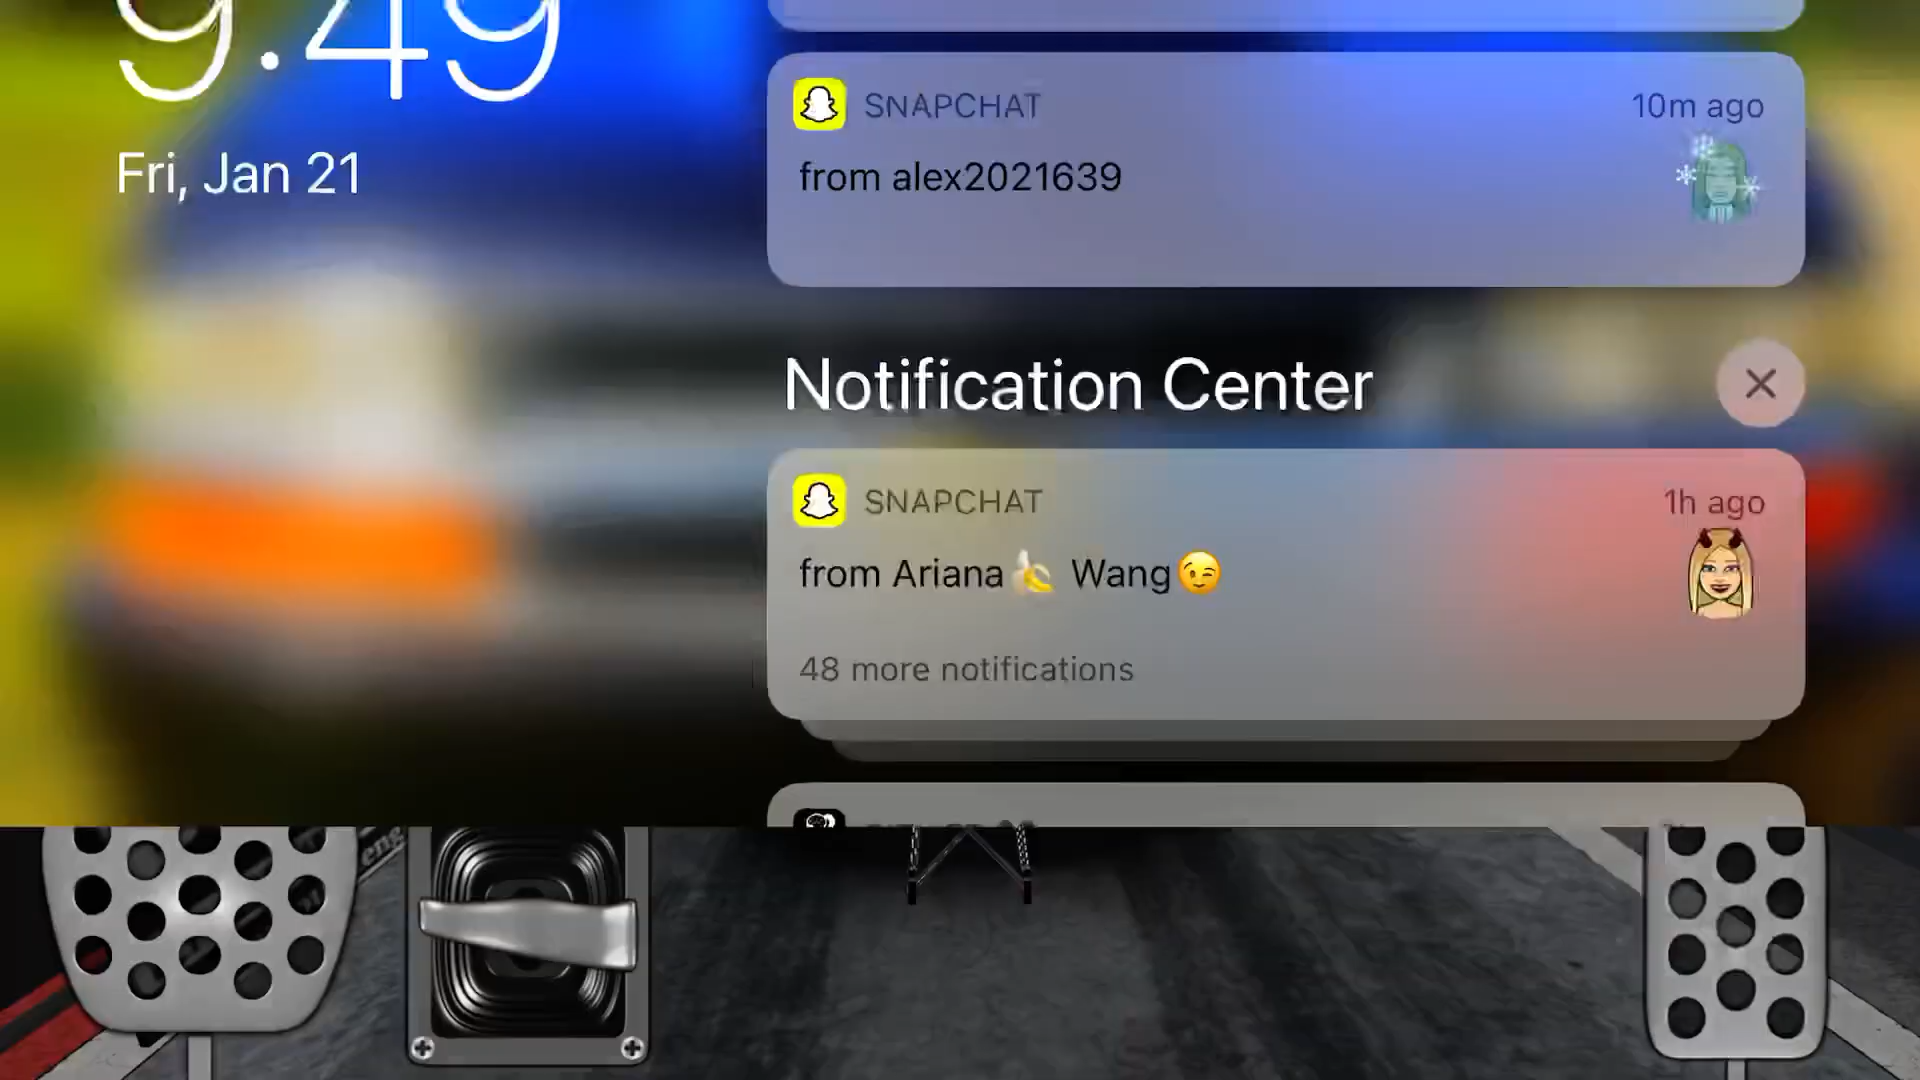 9:49
Fri, Jan 21
SNAPCHAT
10m ago
from alex2021639
Notification Center
SNAPCHAT
1h ago
from Ariana🍌 Wang😉
48 more notifications